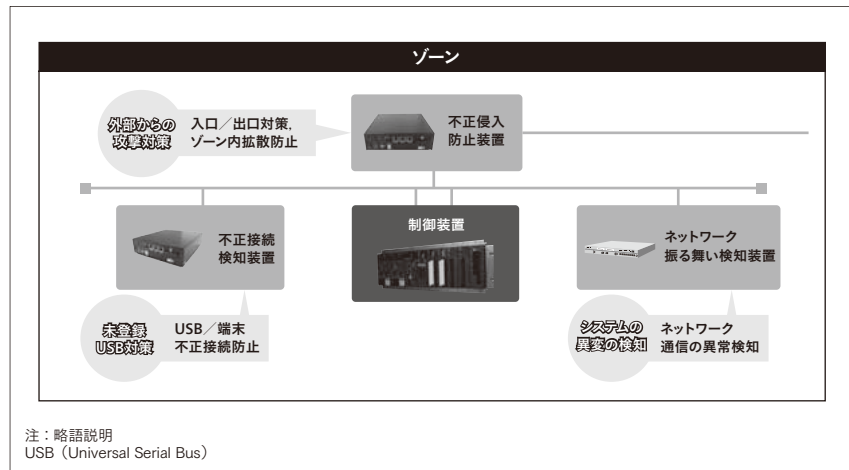 ゾーン
外部からの
攻撃対策
入口／出口対策,
ゾーン内拡散防止
不正侵入
防止装置
不正接続
検知装置
制御装置
ネットワーク
振る舞い検知装置
未登録
USB対策
USB／端末
不正接続防止
システムの
異変の検知
ネットワーク
通信の異常検知
注：略語説明
USB（Universal Serial Bus）